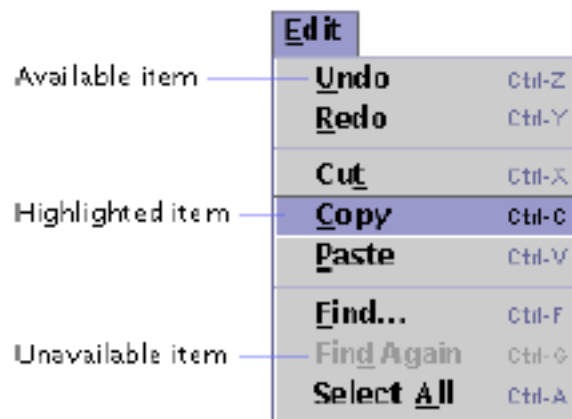 Edit
Available item Undo Ctrl-Z
Redo Ctrl-Y
Cut Ctrl-X
Highlighted item Copy Ctrl-C
Paste Ctrl-V
Find... Ctrl-F
Unavailable item Find Again Ctrl-G
Select All Ctrl-A